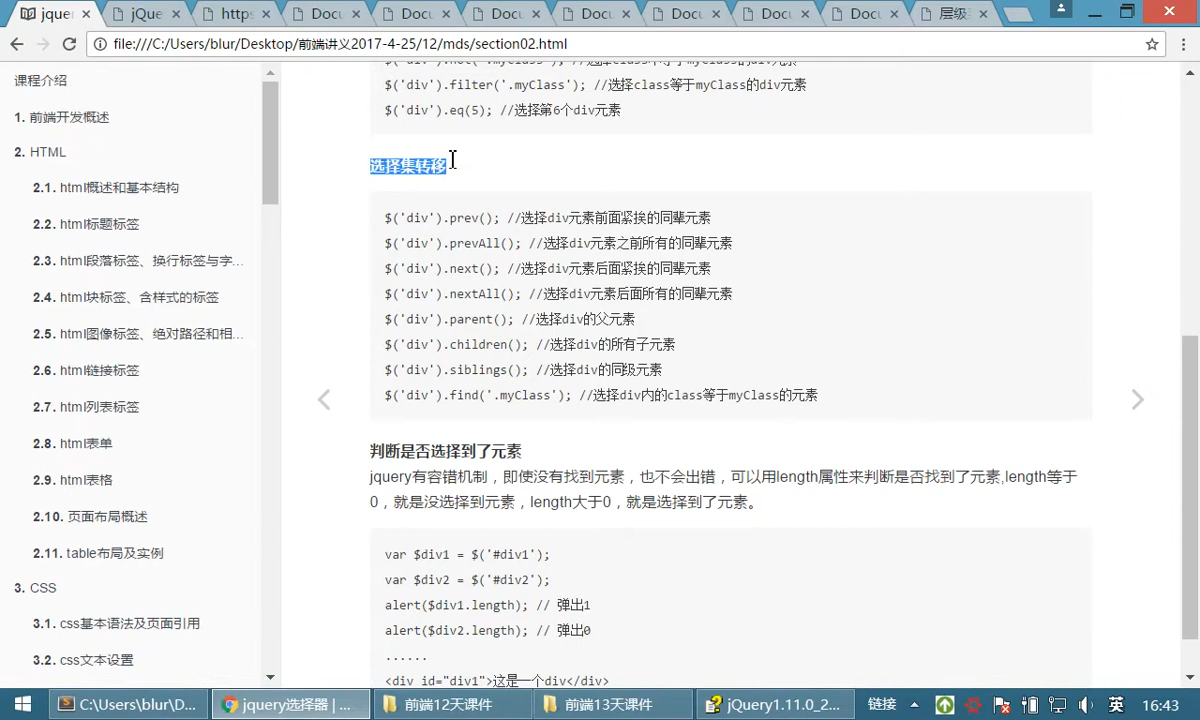 jquer
jQue
https
Docu
Docu
Docu
Docu
Docu
Docu
Docu
层级
file:///C:/Users/blur/Desktop/前端讲义2017-4-25/12/mds/section02.html
课程介绍
1. 前端开发概述
2. HTML
2.1. html概述和基本结构
2.2. html标题标签
2.3. html段落标签、换行标签与字...
2.4. html块标签、含样式的标签
2.5. html图像标签、绝对路径和相...
2.6. html链接标签
2.7. html列表标签
2.8. html表单
2.9. html表格
2.10. 页面布局概述
2.11. table布局及实例
3. CSS
3.1. css基本语法及页面引用
3.2. css文本设置
$('div').not('.myClass'); //选择class不等于myClass的div元素
$('div').filter('.myClass'); //选择class等于myClass的div元素
$('div').eq(5); //选择第6个div元素
选择集转移
$('div').prev(); //选择div元素前面紧挨的同辈元素
$('div').prevAll(); //选择div元素之前所有的同辈元素
$('div').next(); //选择div元素后面紧挨的同辈元素
$('div').nextAll(); //选择div元素后面所有的同辈元素
$('div').parent(); //选择div的父元素
$('div').children(); //选择div的所有子元素
$('div').siblings(); //选择div的同级元素
$('div').find('.myClass'); //选择div内的class等于myClass的元素
判断是否选择到了元素
jquery有容错机制，即使没有找到元素，也不会出错，可以用length属性来判断是否找到了元素,length等于
0，就是没选择到元素，length大于0，就是选择到了元素。
var $div1 = $('#div1');
var $div2 = $('#div2');
alert($div1.length); // 弹出1
alert($div2.length); // 弹出0
......
<div id="div1">这是一个div</div>
C:\Users\blur\D...
jquery选择器 | ...
前端12天课件
前端13天课件
jQuery1.11.0_2...
链接
英
16:43